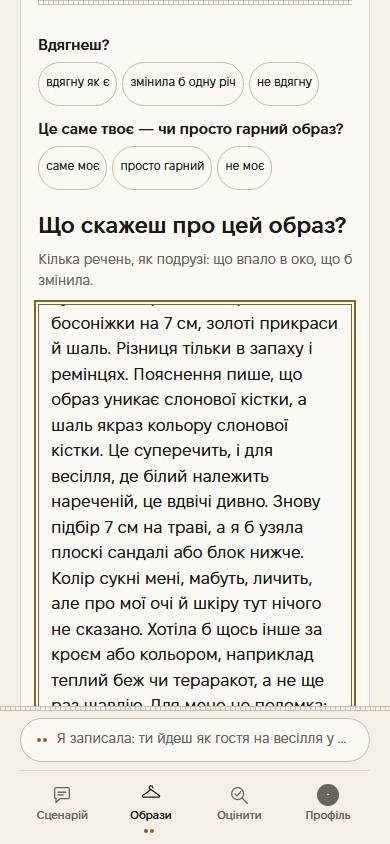 Вдягнеш?
вдягну як є
змінила б одну річ
не вдягну
Це саме твоє — чи просто гарний образ?
саме моє
просто гарний
не моє
Що скажеш про цей образ?
Кілька речень, як подрузі: що впало в око, що б
змінила.
босоніжки на 7 см, золоті прикраси
й шаль. Різниця тільки в запаху і
ремінцях. Пояснення пише, що
образ уникає слонової кістки, а
шаль якраз кольору слонової
кістки. Це суперечить, і для
весілля, де білий належить
нареченій, це вдвічі дивно. Знову
підбір 7 см на траві, а я б узяла
плоскі сандалі або блок нижче.
Колір сукні мені, мабуть, личить,
але про мої очі й шкіру тут нічого
не сказано. Хотіла б щось інше за
кроєм або кольором, наприклад
теплий беж чи теракот, а не ще
раз шавлію. Для мене це поломка:
Я записала: ти йдеш як гостя на весілля у ...
Сценарій
Образи
Оцінити
Профіль